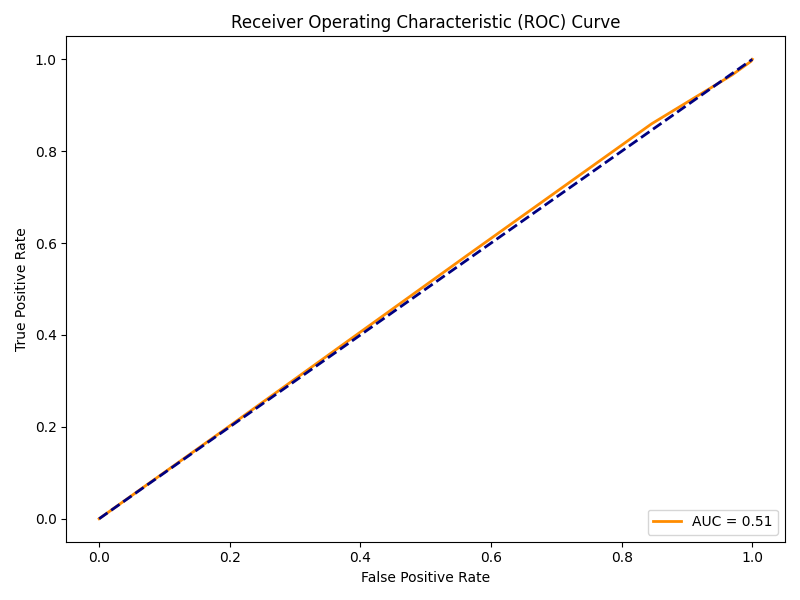 Receiver Operating Characteristic (ROC) Curve
1.0
0.8
0.6
0.4
0.2
0.0
True Positive Rate
AUC = 0.51
0.0 0.2 0.4 0.6 0.8 1.0
False Positive Rate